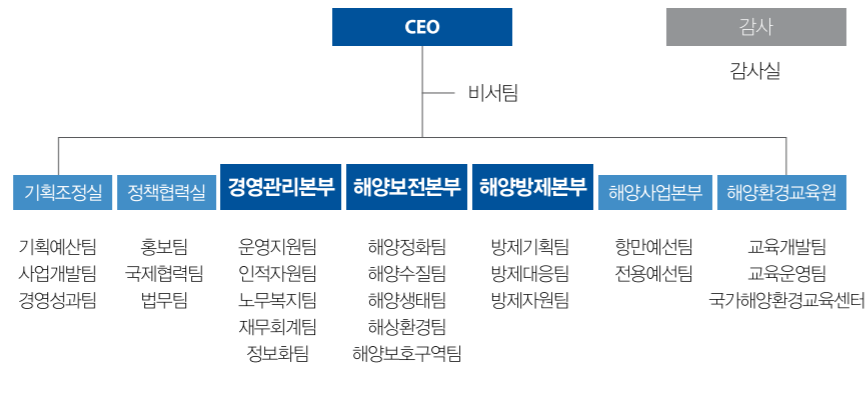 CEO
감사
감사실
비서팀
기획조정실
정책협력실
경영관리본부
해양보전본부
해양방제본부
해양사업본부
해양환경교육원
기획예산팀
사업개발팀
경영성과팀
홍보팀
국제협력팀
법무팀
운영지원팀
인적자원팀
노무복지팀
재무회계팀
정보화팀
해양정화팀
해양수질팀
해양생태팀
해상환경팀
해양보호구역팀
방제기획팀
방제대응팀
방제자원팀
항만예선팀
전용예선팀
교육개발팀
교육운영팀
국가해양환경교육센터